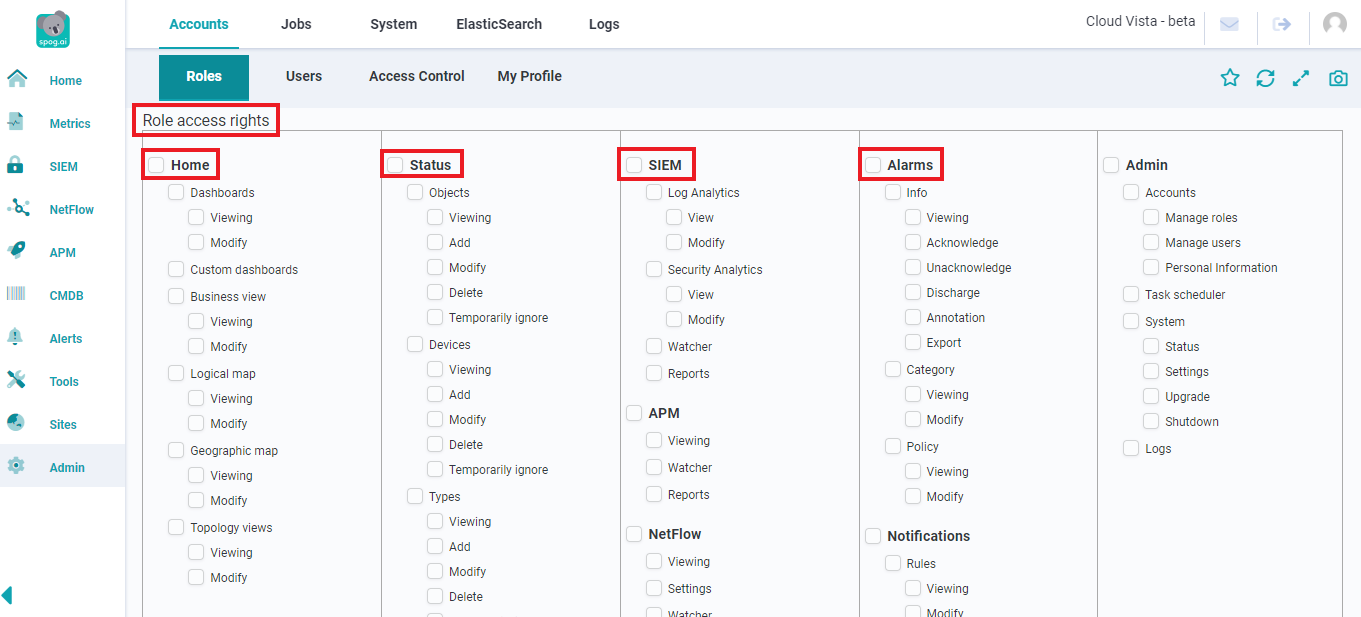 spog.ai
Home
Metrics
SIEM
NetFlow
APM
CMDB
Alerts
Tools
Sites
Admin
Accounts Jobs System ElasticSearch Logs
Cloud Vista - beta
Roles Users Access Control My Profile
Role access rights
Home
Dashboards
Viewing
Modify
Custom dashboards
Business view
Viewing
Modify
Logical map
Viewing
Modify
Geographic map
Viewing
Modify
Topology views
Viewing
Modify
Status
Objects
Viewing
Add
Modify
Delete
Temporarily ignore
Devices
Viewing
Add
Modify
Delete
Temporarily ignore
Types
Viewing
Add
Modify
Delete
SIEM
Log Analytics
View
Modify
Security Analytics
View
Modify
Watcher
Reports
APM
Viewing
Watcher
Reports
NetFlow
Viewing
Settings
Watcher
Alarms
Info
Viewing
Acknowledge
Unacknowledge
Discharge
Annotation
Export
Category
Viewing
Modify
Policy
Viewing
Modify
Notifications
Rules
Viewing
Modify
Admin
Accounts
Manage roles
Manage users
Personal Information
Task scheduler
System
Status
Settings
Upgrade
Shutdown
Logs